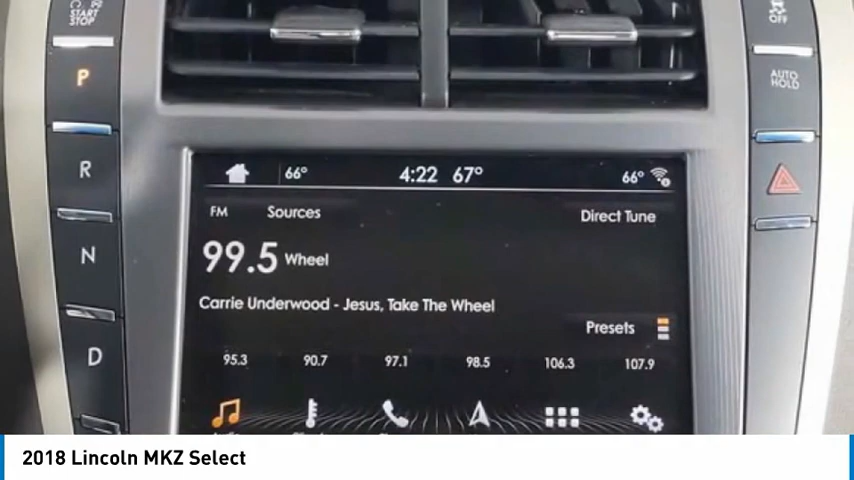 START
STOP
OFF
P
AUTO
HOLD
R
N
D
66° 4:22 67° 66°
FM Sources Direct Tune
99.5 Wheel
Carrie Underwood - Jesus, Take The Wheel
Presets
95.3 90.7 97.1 98.5 106.3 107.9
2018 Lincoln MKZ Select